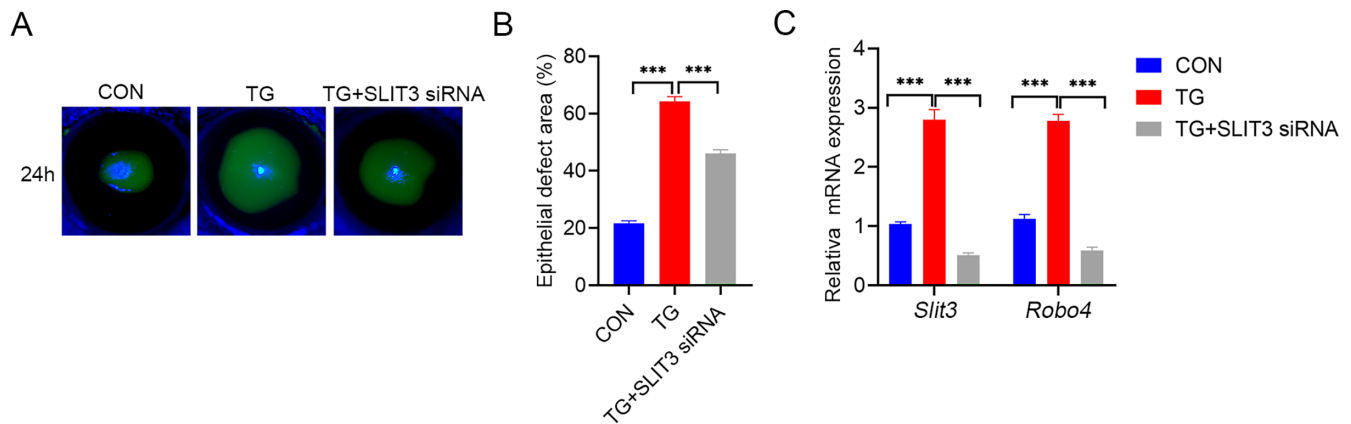 A
CON
TG
TG+SLIT3 siRNA
24h
B
Epithelial defect area (%)
80
60
40
20
0
***
***
CON
TG
TG+SLIT3 siRNA
C
Relativa mRNA expression
4
3
2
1
0
***
***
***
***
Slit3
Robo4
CON
TG
TG+SLIT3 siRNA